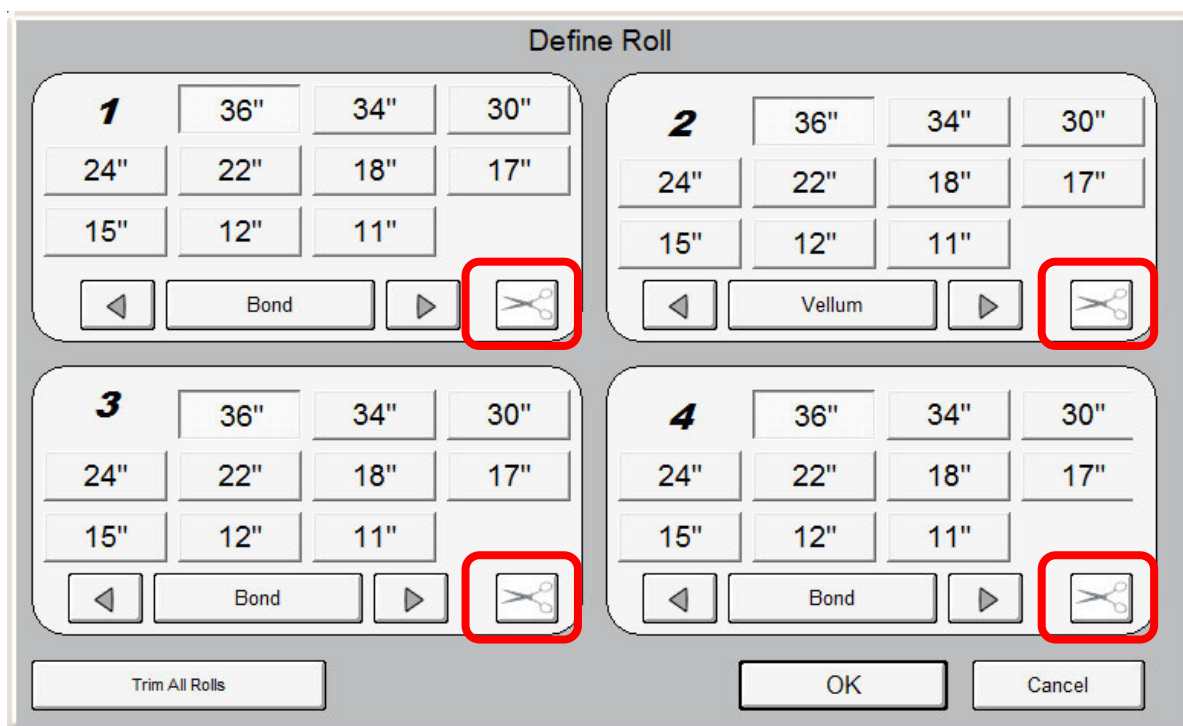 Define Roll
1 36" 34" 30"
24" 22" 18" 17"
15" 12" 11"
Bond
2 36" 34" 30"
24" 22" 18" 17"
15" 12" 11"
Vellum
3 36" 34" 30"
24" 22" 18" 17"
15" 12" 11"
Bond
4 36" 34" 30"
24" 22" 18" 17"
15" 12" 11"
Bond
Trim All Rolls OK Cancel